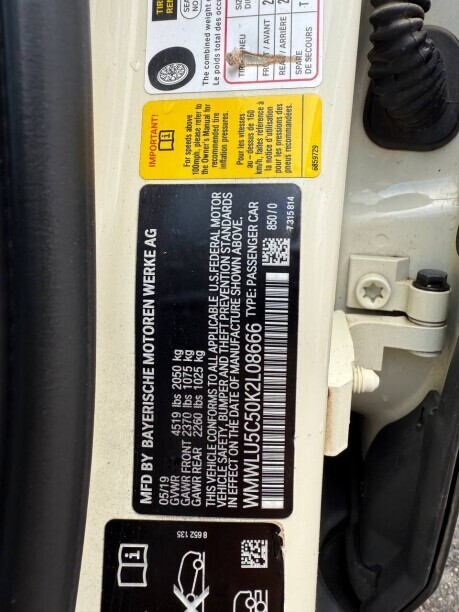 The combined weight o
Le poids total des occ
TIRE/PNEU
FRONT / AVANT
REAR / ARRIÈRE
SPARE
DE SECOURS
IMPORTANT!
For speeds above
100mph, please refer to
the Owner's Manual for
recommended tire
inflation pressures.
Pour les vitesses
au - dessus de 160
km/h, faites référence à
la notice d'utilisation
pour les pressions des
pneus recommandées.
6859729
MFD BY BAYERISCHE MOTOREN WERKE AG
05/19
GVWR 4519 lbs 2050 kg
GAWR FRONT 2370 lbs 1075 kg
GAWR REAR 2260 lbs 1025 kg
THIS VEHICLE CONFORMS TO ALL APPLICABLE U.S.FEDERAL MOTOR
VEHICLE SAFETY, BUMPER AND THEFT PREVENTION STANDARDS
IN EFFECT ON THE DATE OF MANUFACTURE SHOWN ABOVE.
WMWLU5C50K2L08666 TYPE: PASSENGER CAR
850/0
7315814
8 652 135